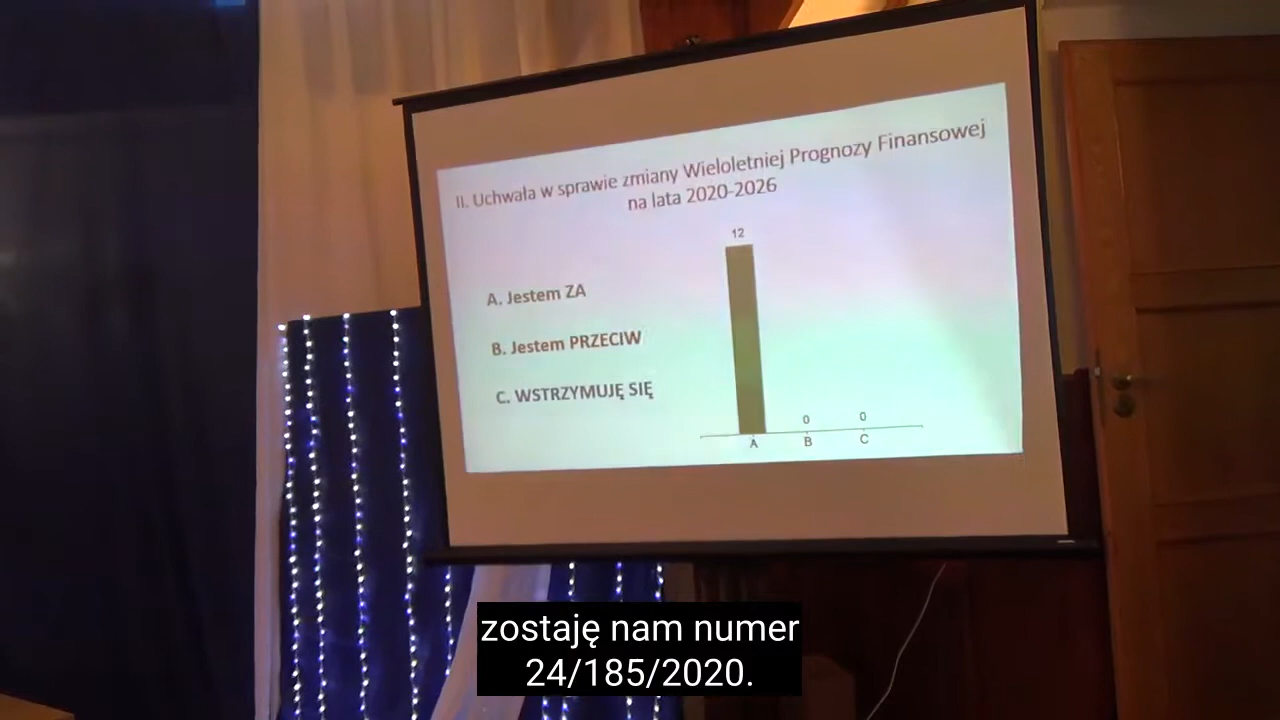 II. Uchwała w sprawie zmiany Wieloletniej Prognozy Finansowej
na lata 2020-2026
12
A. Jestem ZA
B. Jestem PRZECIW
C. WSTRZYMUJĘ SIĘ
0
0
A
B
C
zostaję nam numer
24/185/2020.